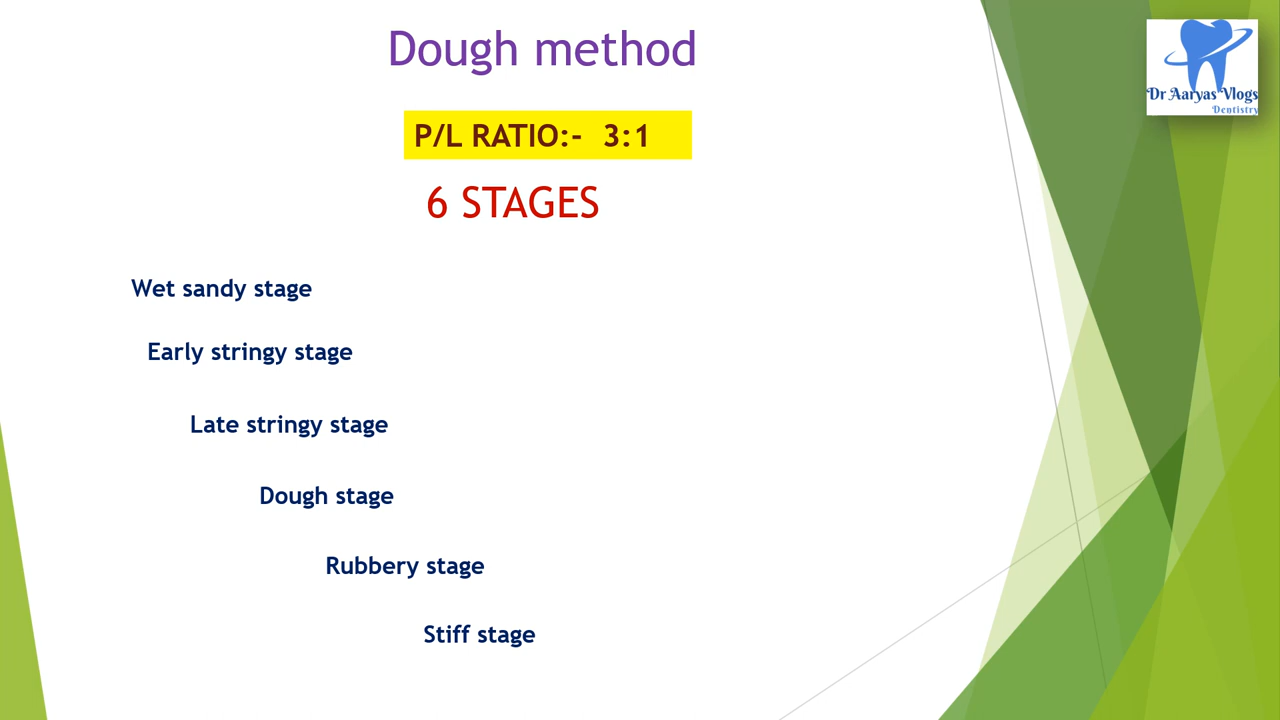 Dough method
Dr Aaryas Vlogs
Dentistry
P/L RATIO:- 3:1
6 STAGES
Wet sandy stage
Early stringy stage
Late stringy stage
Dough stage
Rubbery stage
Stiff stage